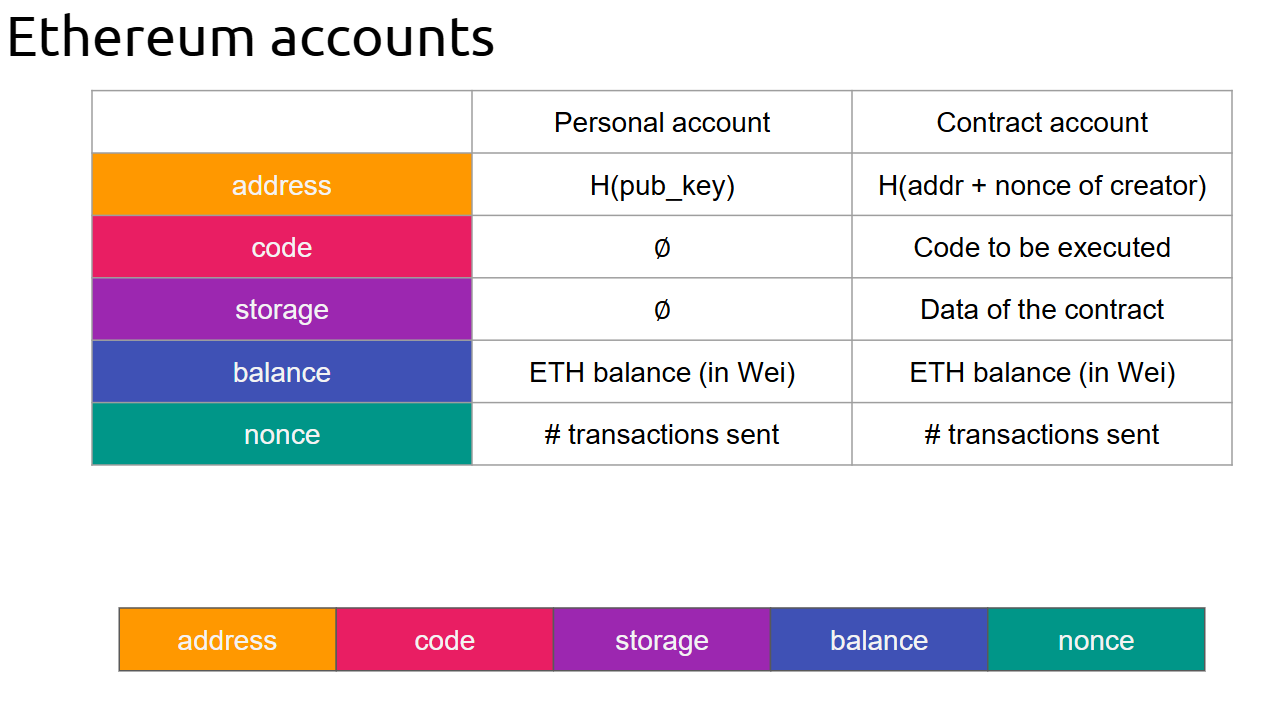 Ethereum accounts
Personal account Contract account
address H(pub_key) H(addr + nonce of creator)
code ∅ Code to be executed
storage ∅ Data of the contract
balance ETH balance (in Wei) ETH balance (in Wei)
nonce # transactions sent # transactions sent
address code storage balance nonce